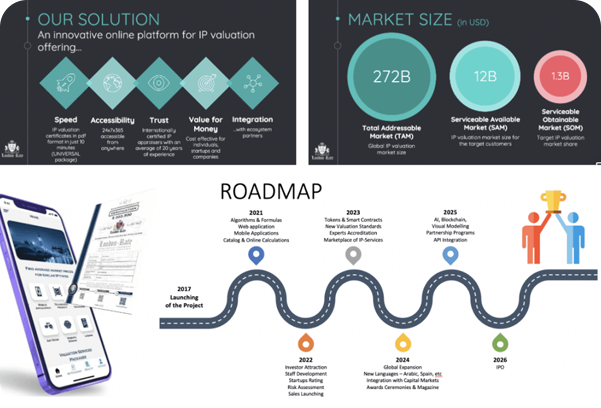 OUR SOLUTION
An innovative online platform for IP valuation
offering...
Speed
IP valuation
certificates in pdf
format in just 10
minutes
(UNIVERSAL
package)
Accessibility
24x7x365
accessible
from
anywhere
Trust
Internationally
certified IP
appraisers with an
average of 20 years
of experience
Value for
Money
Cost effective for
individuals,
startups and
companies
Integration
...with ecosystem
partners
MARKET SIZE (in USD)
272B
Total Addressable
Market (TAM)
Global IP valuation
market size
12B
Serviceable Available
Market (SAM)
IP valuation market size for
the target customers
1.3B
Serviceable
Obtainable
Market (SOM)
Target IP valuation
market share
ROADMAP
2017
Launching
of the Project
2021
Algorithms & Formulas
Web application
Mobile Applications
Catalog & Online Calculations
2022
Investor Attraction
Staff Development
Startups Rating
Risk Assessment
Sales Launching
2023
Tokens & Smart Contracts
New Valuation Standards
Experts Accreditation
Marketplace of IP-Services
2024
Global Expansion
New Languages – Arabic, Spain, etc
Integration with Capital Markets
Awards Ceremonies & Magazine
2025
AI, Blockchain,
Visual Modelling
Partnership Programs
API Integration
2026
IPO
Valuation Services
Packages